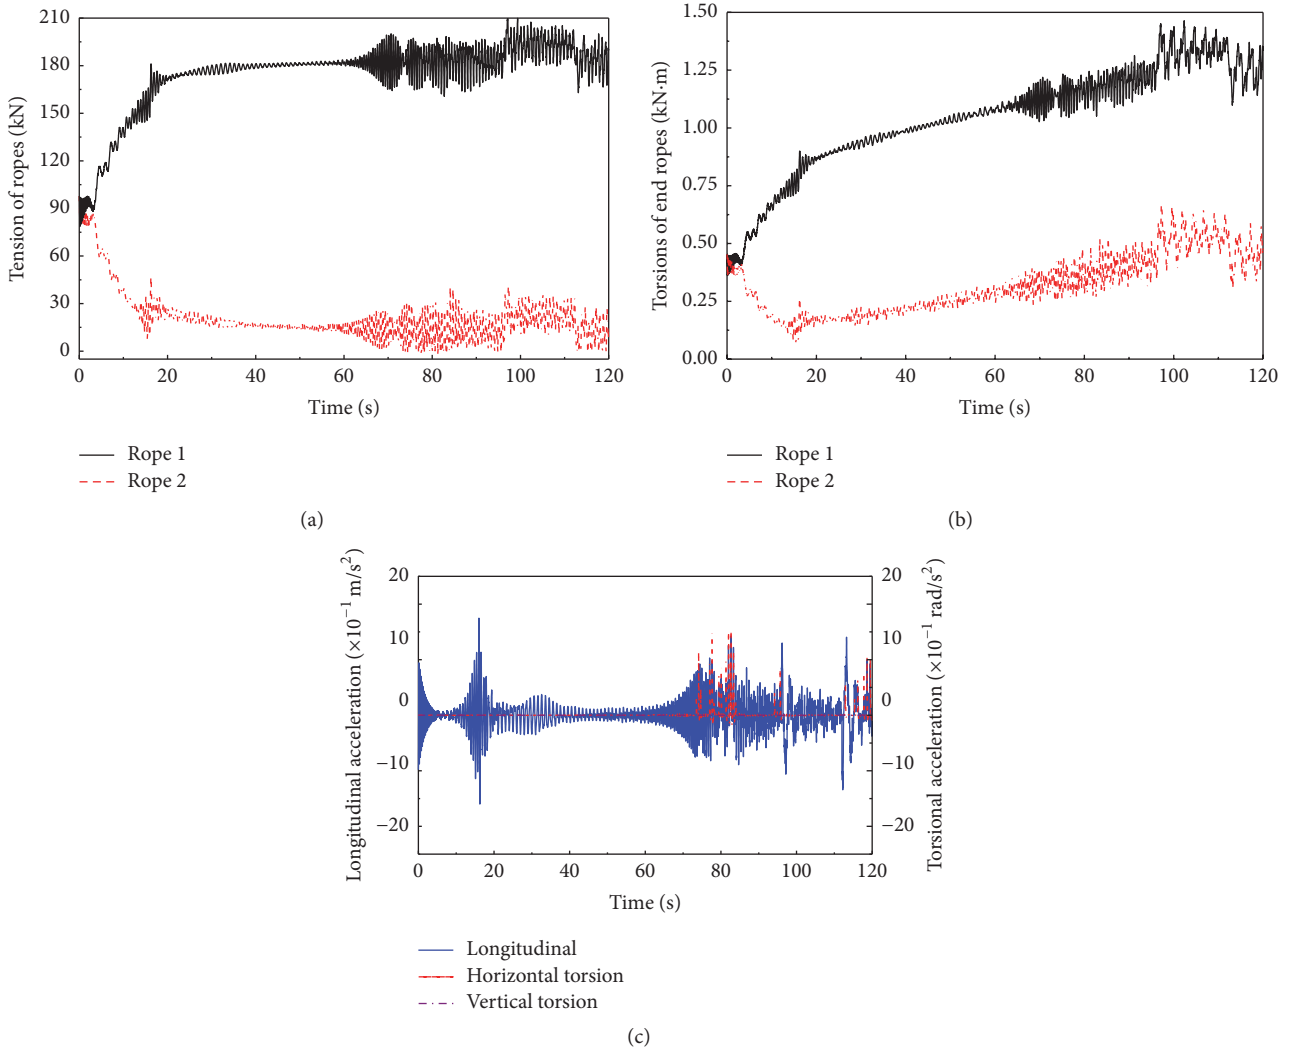 210
180
150
120
90
60
30
0
Tension of ropes (kN)
0 20 40 60 80 100 120
Time (s)
Rope 1
Rope 2
(a)
1.50
1.25
1.00
0.75
0.50
0.25
0.00
Torsions of end ropes (kN·m)
0 20 40 60 80 100 120
Time (s)
Rope 1
Rope 2
(b)
20
10
0
−10
−20
Longitudinal acceleration (×10⁻¹ m/s²)
20
10
0
−10
−20
Torsional acceleration (×10⁻¹ rad/s²)
0 20 40 60 80 100 120
Time (s)
Longitudinal
Horizontal torsion
Vertical torsion
(c)